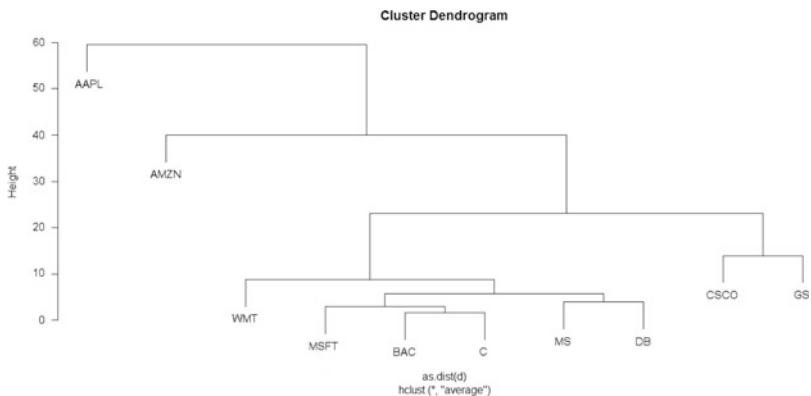 Cluster Dendrogram
Height
60
50
40
30
20
10
0
AAPL
AMZN
WMT
MSFT
BAC
C
MS
DB
CSCO
GS
as.dist(d)
hclust (*, "average")